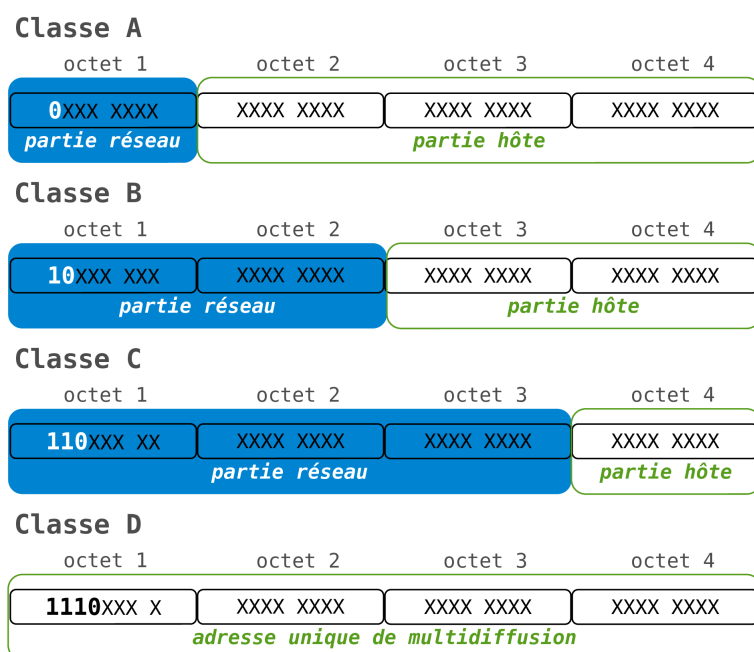 Classe A
octet 1 octet 2 octet 3 octet 4
0XXX XXXX XXXX XXXX XXXX XXXX XXXX XXXX
partie réseau partie hôte
Classe B
octet 1 octet 2 octet 3 octet 4
10XXX XXX XXXX XXXX XXXX XXXX XXXX XXXX
partie réseau partie hôte
Classe C
octet 1 octet 2 octet 3 octet 4
110XXX XX XXXX XXXX XXXX XXXX XXXX XXXX
partie réseau partie hôte
Classe D
octet 1 octet 2 octet 3 octet 4
1110XXX X XXXX XXXX XXXX XXXX XXXX XXXX
adresse unique de multidiffusion